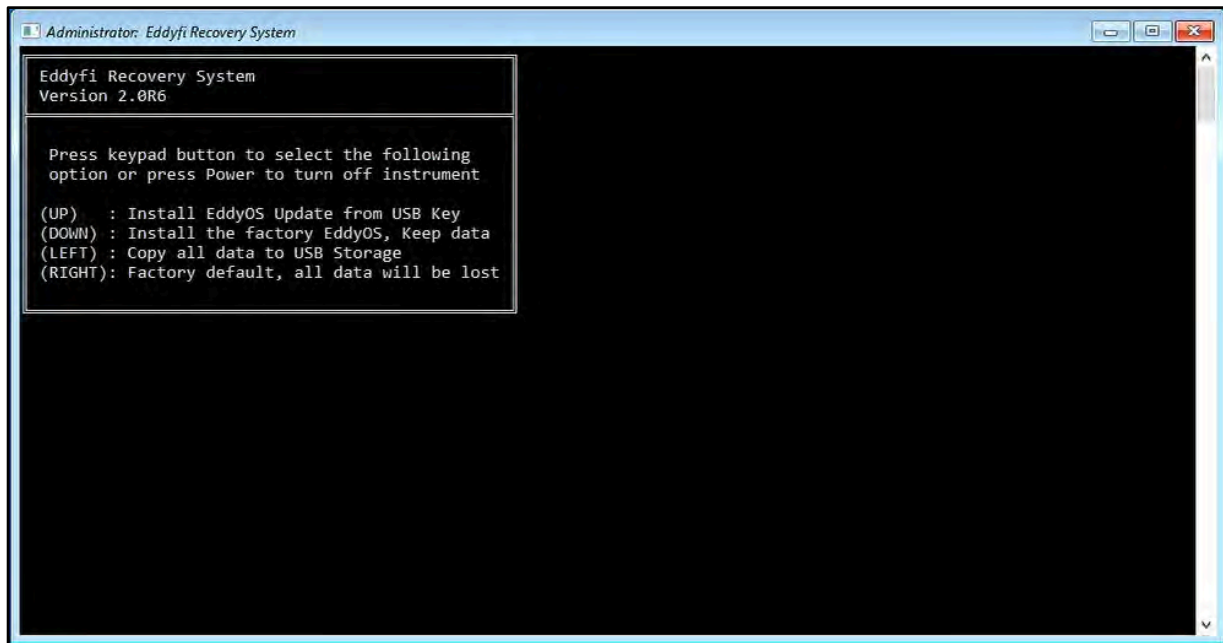 Administrator: Eddyfi Recovery System
Eddyfi Recovery System
Version 2.0R6
Press keypad button to select the following
option or press Power to turn off instrument
(UP)   : Install EddyOS Update from USB Key
(DOWN) : Install the factory EddyOS, Keep data
(LEFT) : Copy all data to USB Storage
(RIGHT): Factory default, all data will be lost